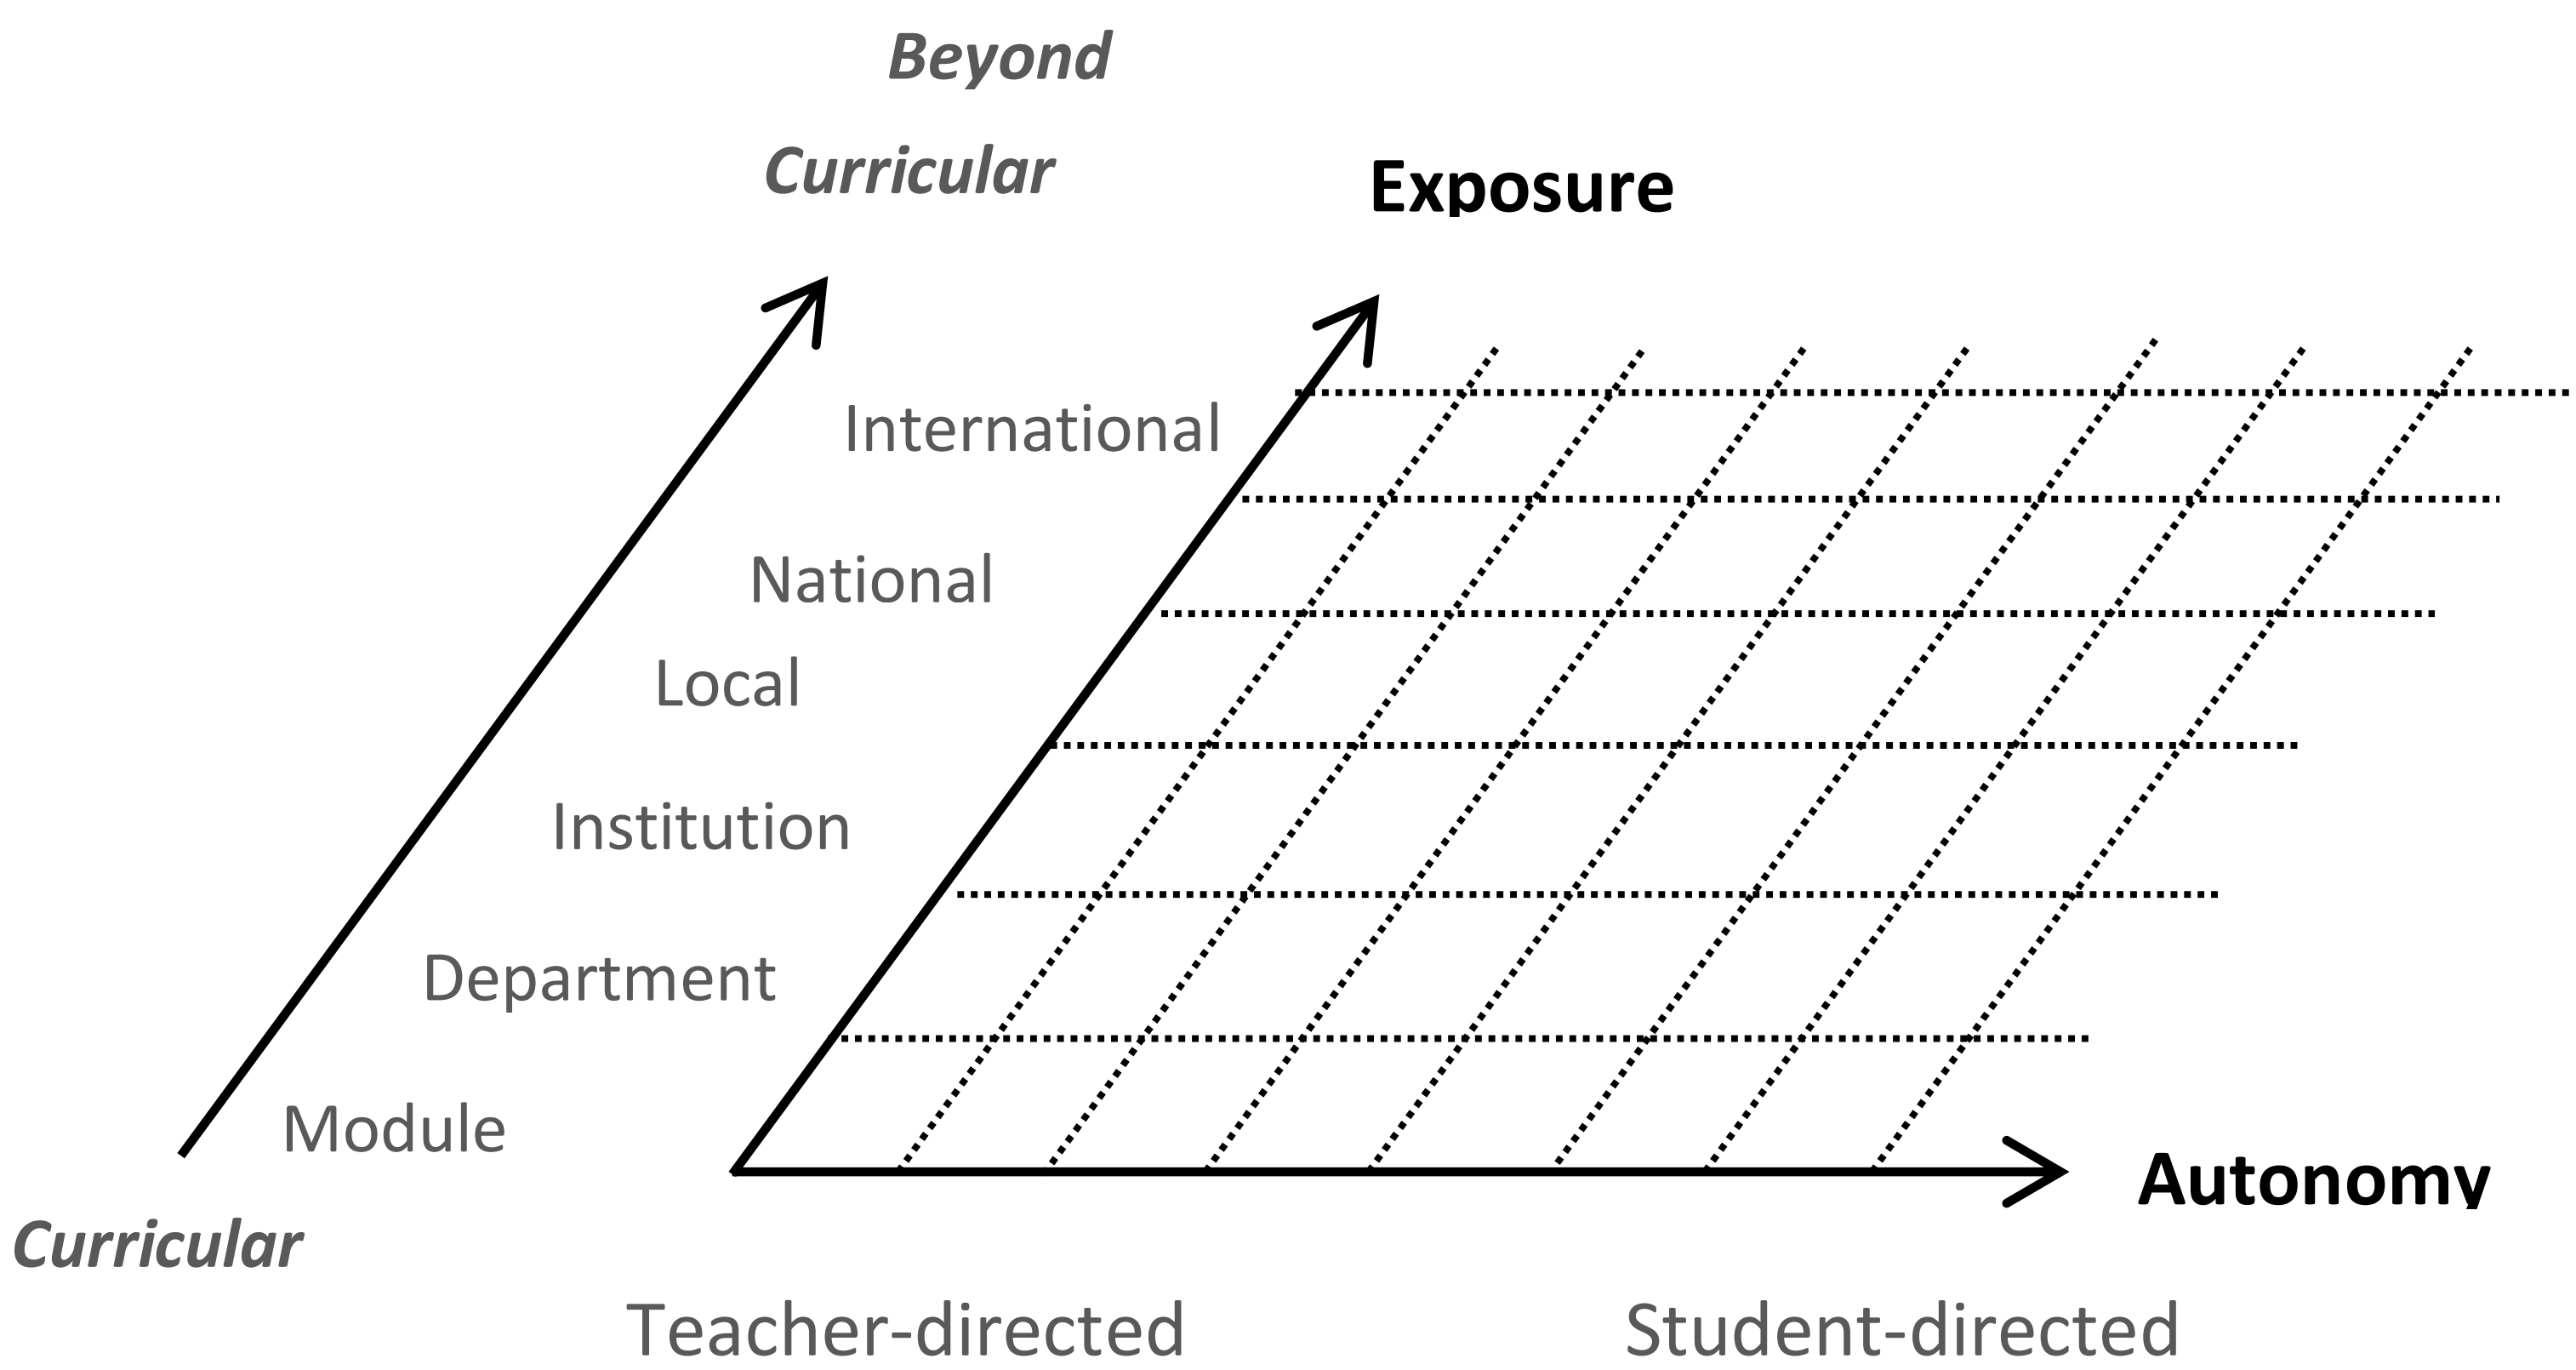 Beyond
Curricular
Exposure
International
National
Local
Institution
Department
Module
Autonomy
Curricular
Teacher-directed
Student-directed